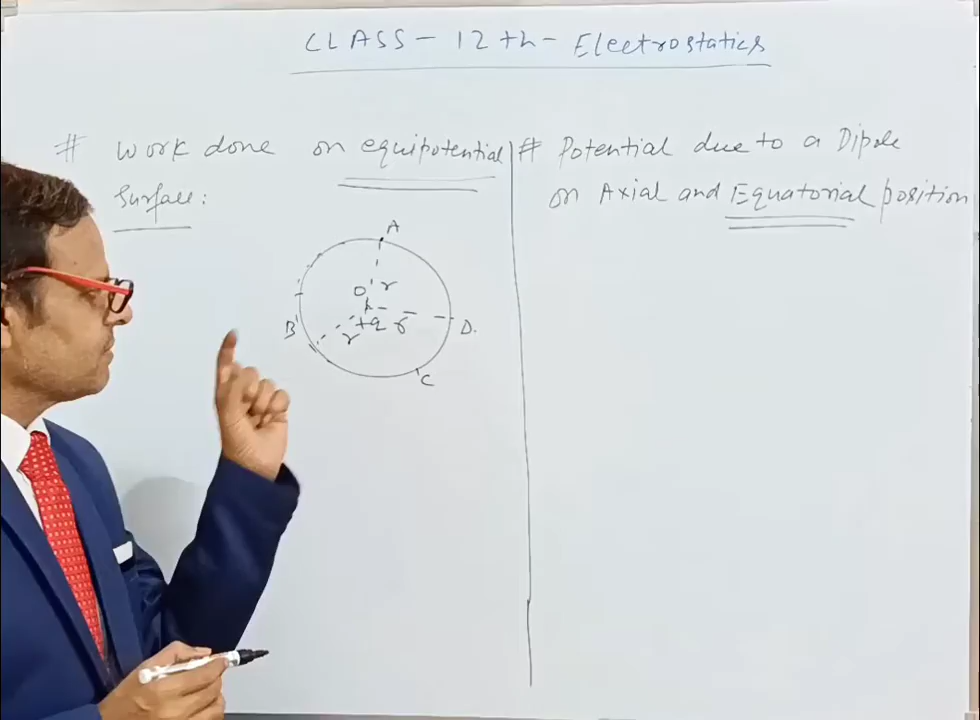 CLASS - 12th - Electrostatics
# Work done on equipotential
Surface:
A
O r
+q r
B r
D.
C
# Potential due to a Dipole
on Axial and Equatorial position